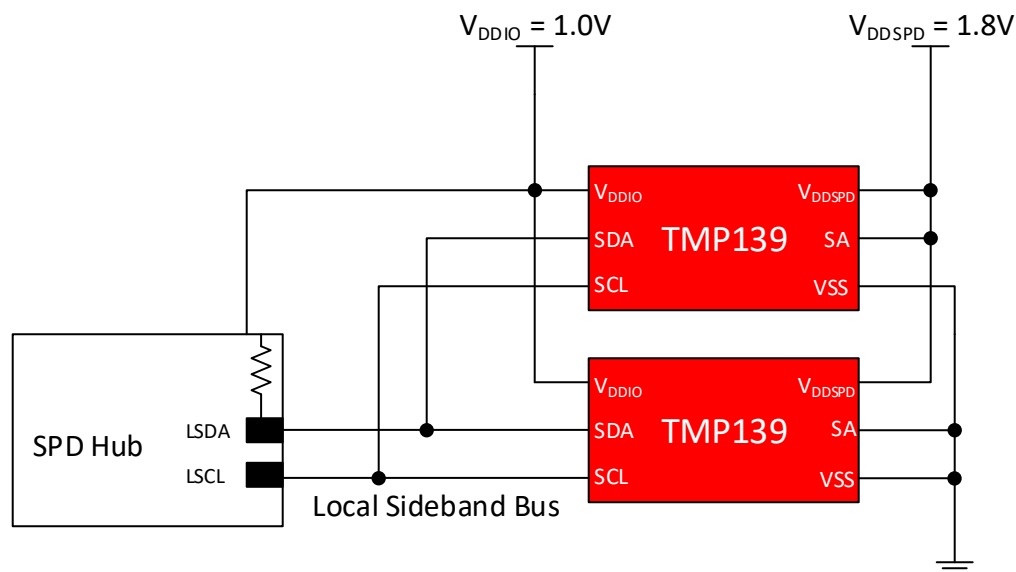 VDDIO = 1.0V
VDDSPD = 1.8V
VDDIO
SDA
SCL
TMP139
VDDSPD
SA
VSS
VDDIO
SDA
SCL
TMP139
VDDSPD
SA
VSS
SPD Hub
LSDA
LSCL
Local Sideband Bus